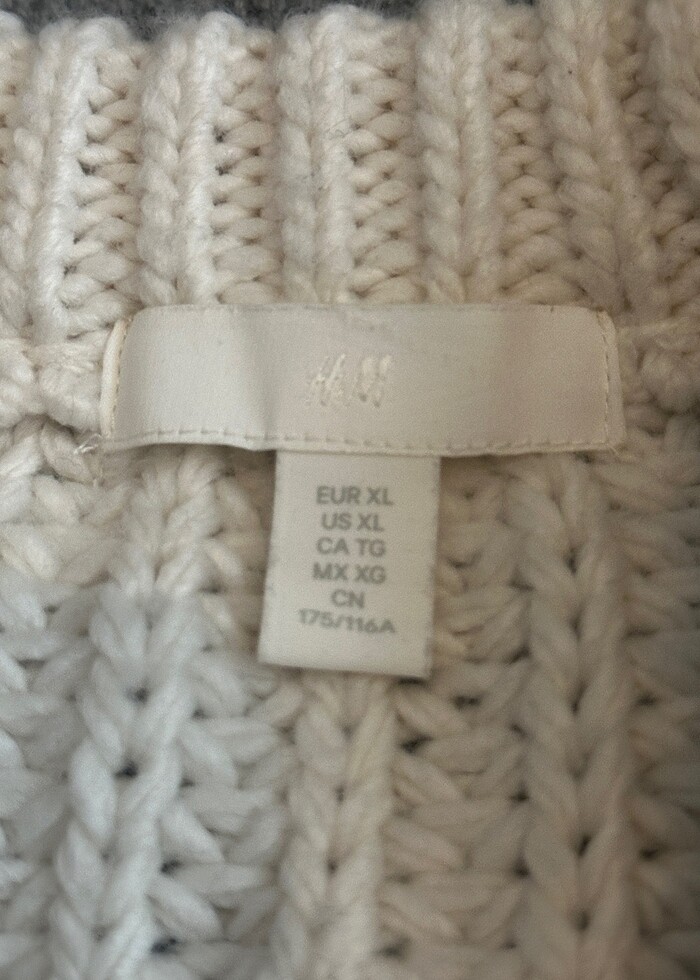 H&M
EUR XL
US XL
CA TG
MX XG
CN
175/116A